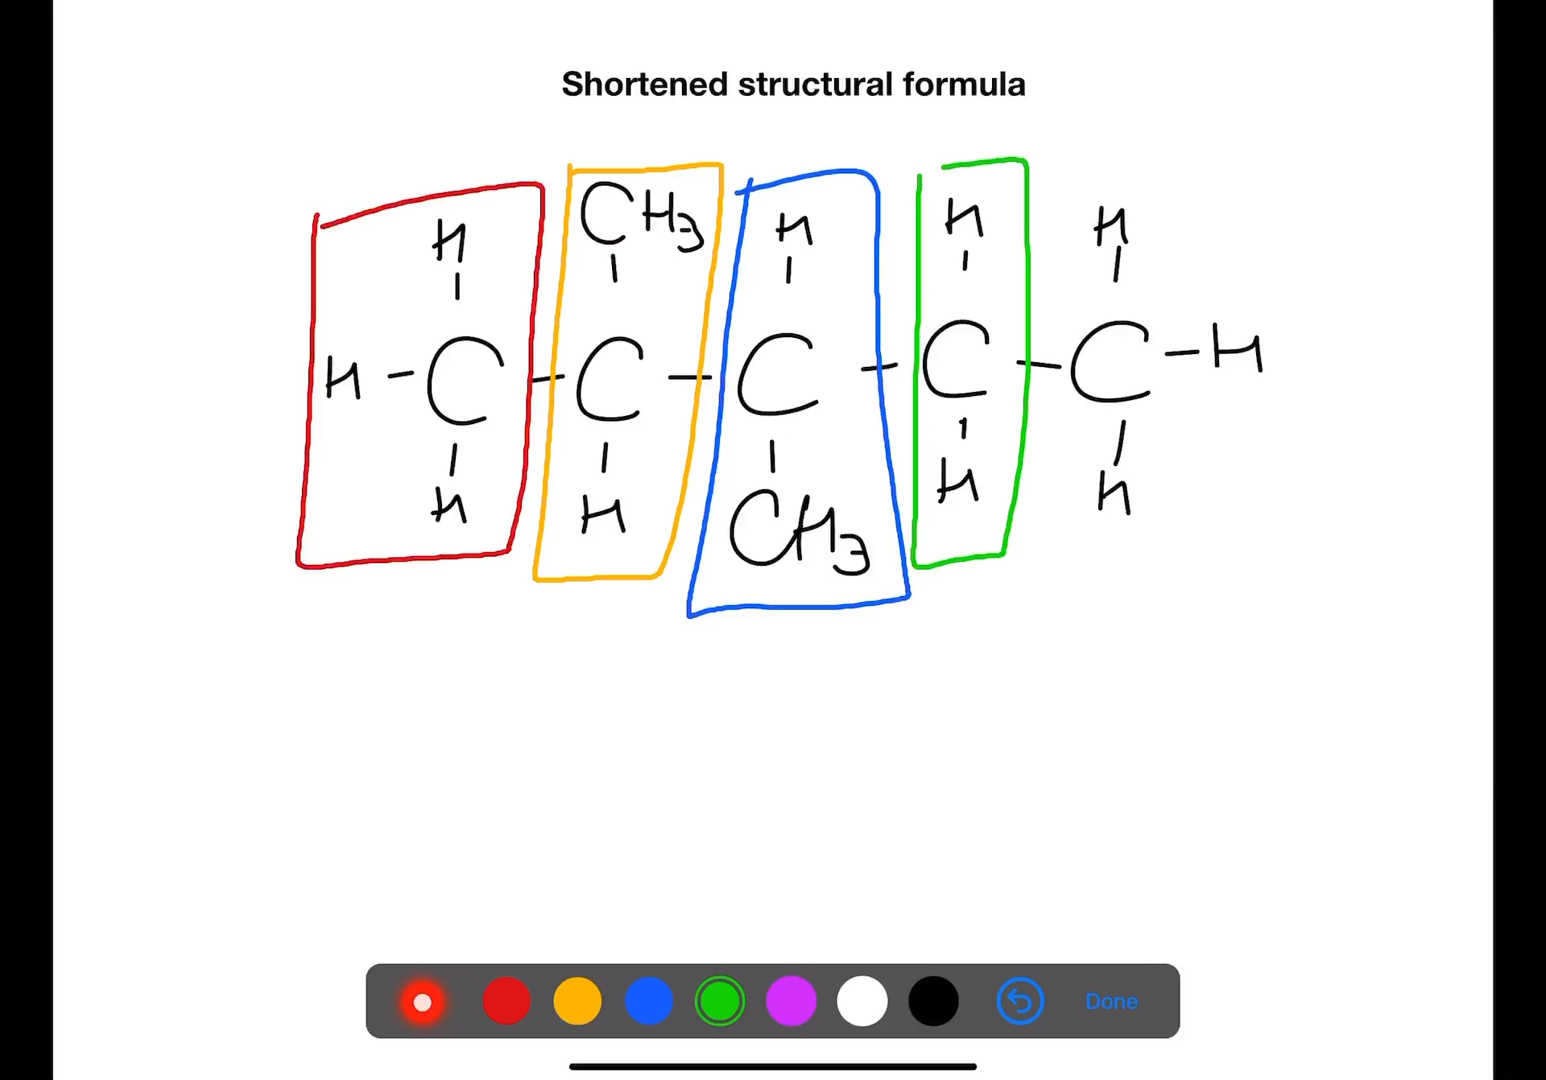 Shortened structural formula
H CH3 H H H
H - C - C - C - C - C - H
H H CH3 H H
Done